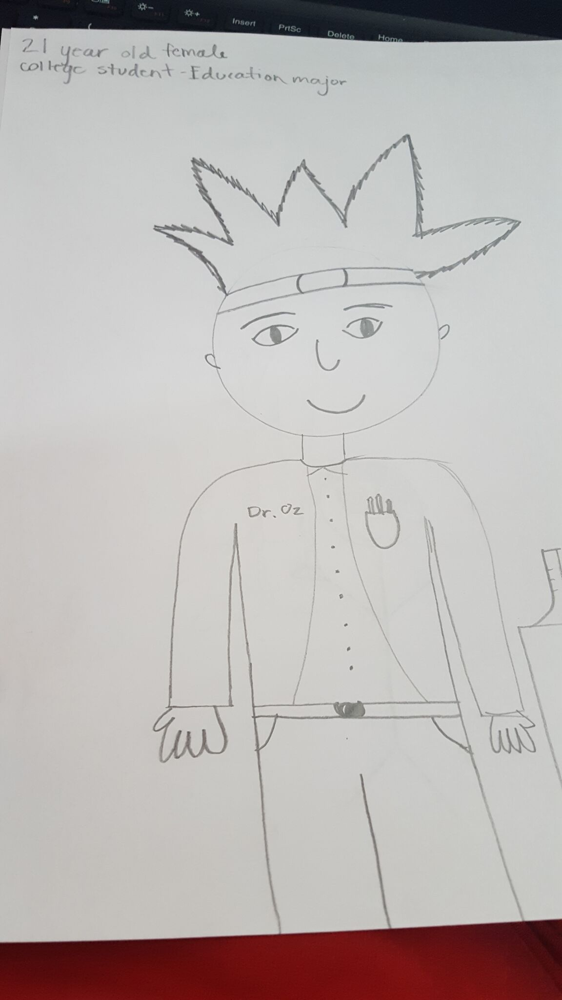 Insert
PrtSc
Delete
Home
21 year old female
college student - Education major
Dr. Oz